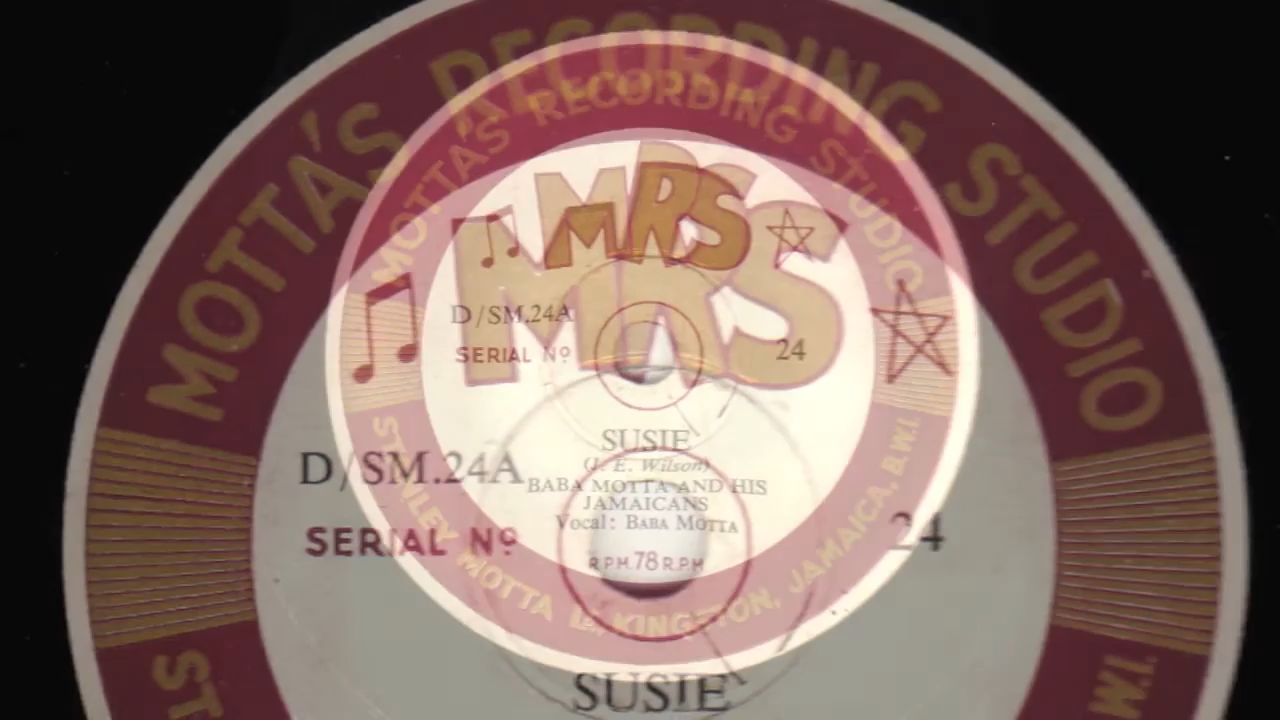 MOTTA'S RECORDING STUDIO
MOTTA'S RECORDING STUDIO
MRS
MRS
D/SM.24A
SERIAL Nº
24
SUSIE
(J. E. Wilson)
BABA MOTTA AND HIS
JAMAICANS
Vocal: BABA MOTTA
R.P.M. 78 R.P.M
STANLEY MOTTA Ld. KINGSTON, JAMAICA, B.W.I.
D/SM.24A
SERIAL Nº
24
SUSIE
W.I.